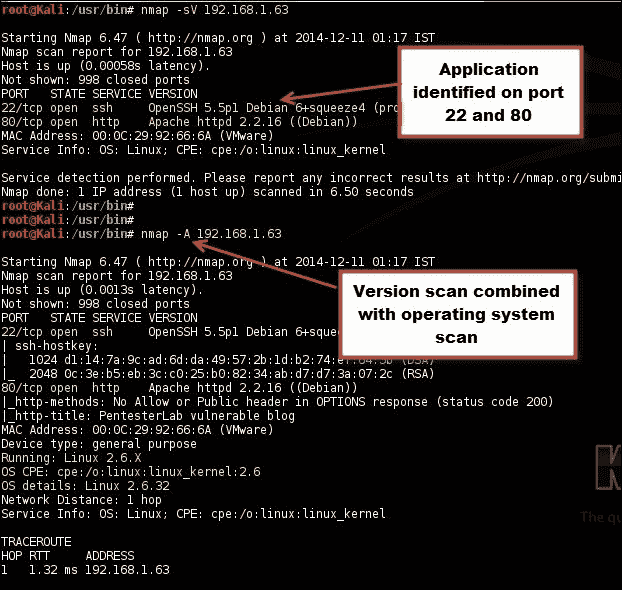 root@Kali:/usr/bin# nmap -sV 192.168.1.63
Starting Nmap 6.47 ( http://nmap.org ) at 2014-12-11 01:17 IST
Nmap scan report for 192.168.1.63
Host is up (0.00058s latency).
Not shown: 998 closed ports
PORT   STATE SERVICE VERSION
22/tcp open  ssh     OpenSSH 5.5p1 Debian 6+squeeze4 (pro
80/tcp open  http    Apache httpd 2.2.16 ((Debian))
MAC Address: 00:0C:29:92:66:6A (VMware)
Service Info: OS: Linux; CPE: cpe:/o:linux:linux_kernel
Application
identified on port
22 and 80
Service detection performed. Please report any incorrect results at http://nmap.org/submi
Nmap done: 1 IP address (1 host up) scanned in 6.50 seconds
root@Kali:/usr/bin#
root@Kali:/usr/bin#
root@Kali:/usr/bin# nmap -A 192.168.1.63
Starting Nmap 6.47 ( http://nmap.org ) at 2014-12-11 01:17 IST
Nmap scan report for 192.168.1.63
Host is up (0.0013s latency).
Not shown: 998 closed ports
PORT   STATE SERVICE VERSION
22/tcp open  ssh     OpenSSH 5.5p1 Debian 6+squee
| ssh-hostkey:
|   1024 d1:14:7a:9c:ad:6d:da:49:57:2b:1d:b2:74: (DSA)
|_  2048 0c:3e:b5:eb:3c:c0:25:b0:82:34:ab:d7:d7:3a:07:2c (RSA)
80/tcp open  http    Apache httpd 2.2.16 ((Debian))
|_http-methods: No Allow or Public header in OPTIONS response (status code 200)
|_http-title: PentesterLab vulnerable blog
MAC Address: 00:0C:29:92:66:6A (VMware)
Device type: general purpose
Running: Linux 2.6.X
OS CPE: cpe:/o:linux:linux_kernel:2.6
OS details: Linux 2.6.32
Network Distance: 1 hop
Service Info: OS: Linux; CPE: cpe:/o:linux:linux_kernel
Version scan combined
with operating system
scan
The qu
TRACEROUTE
HOP RTT     ADDRESS
1   1.32 ms 192.168.1.63